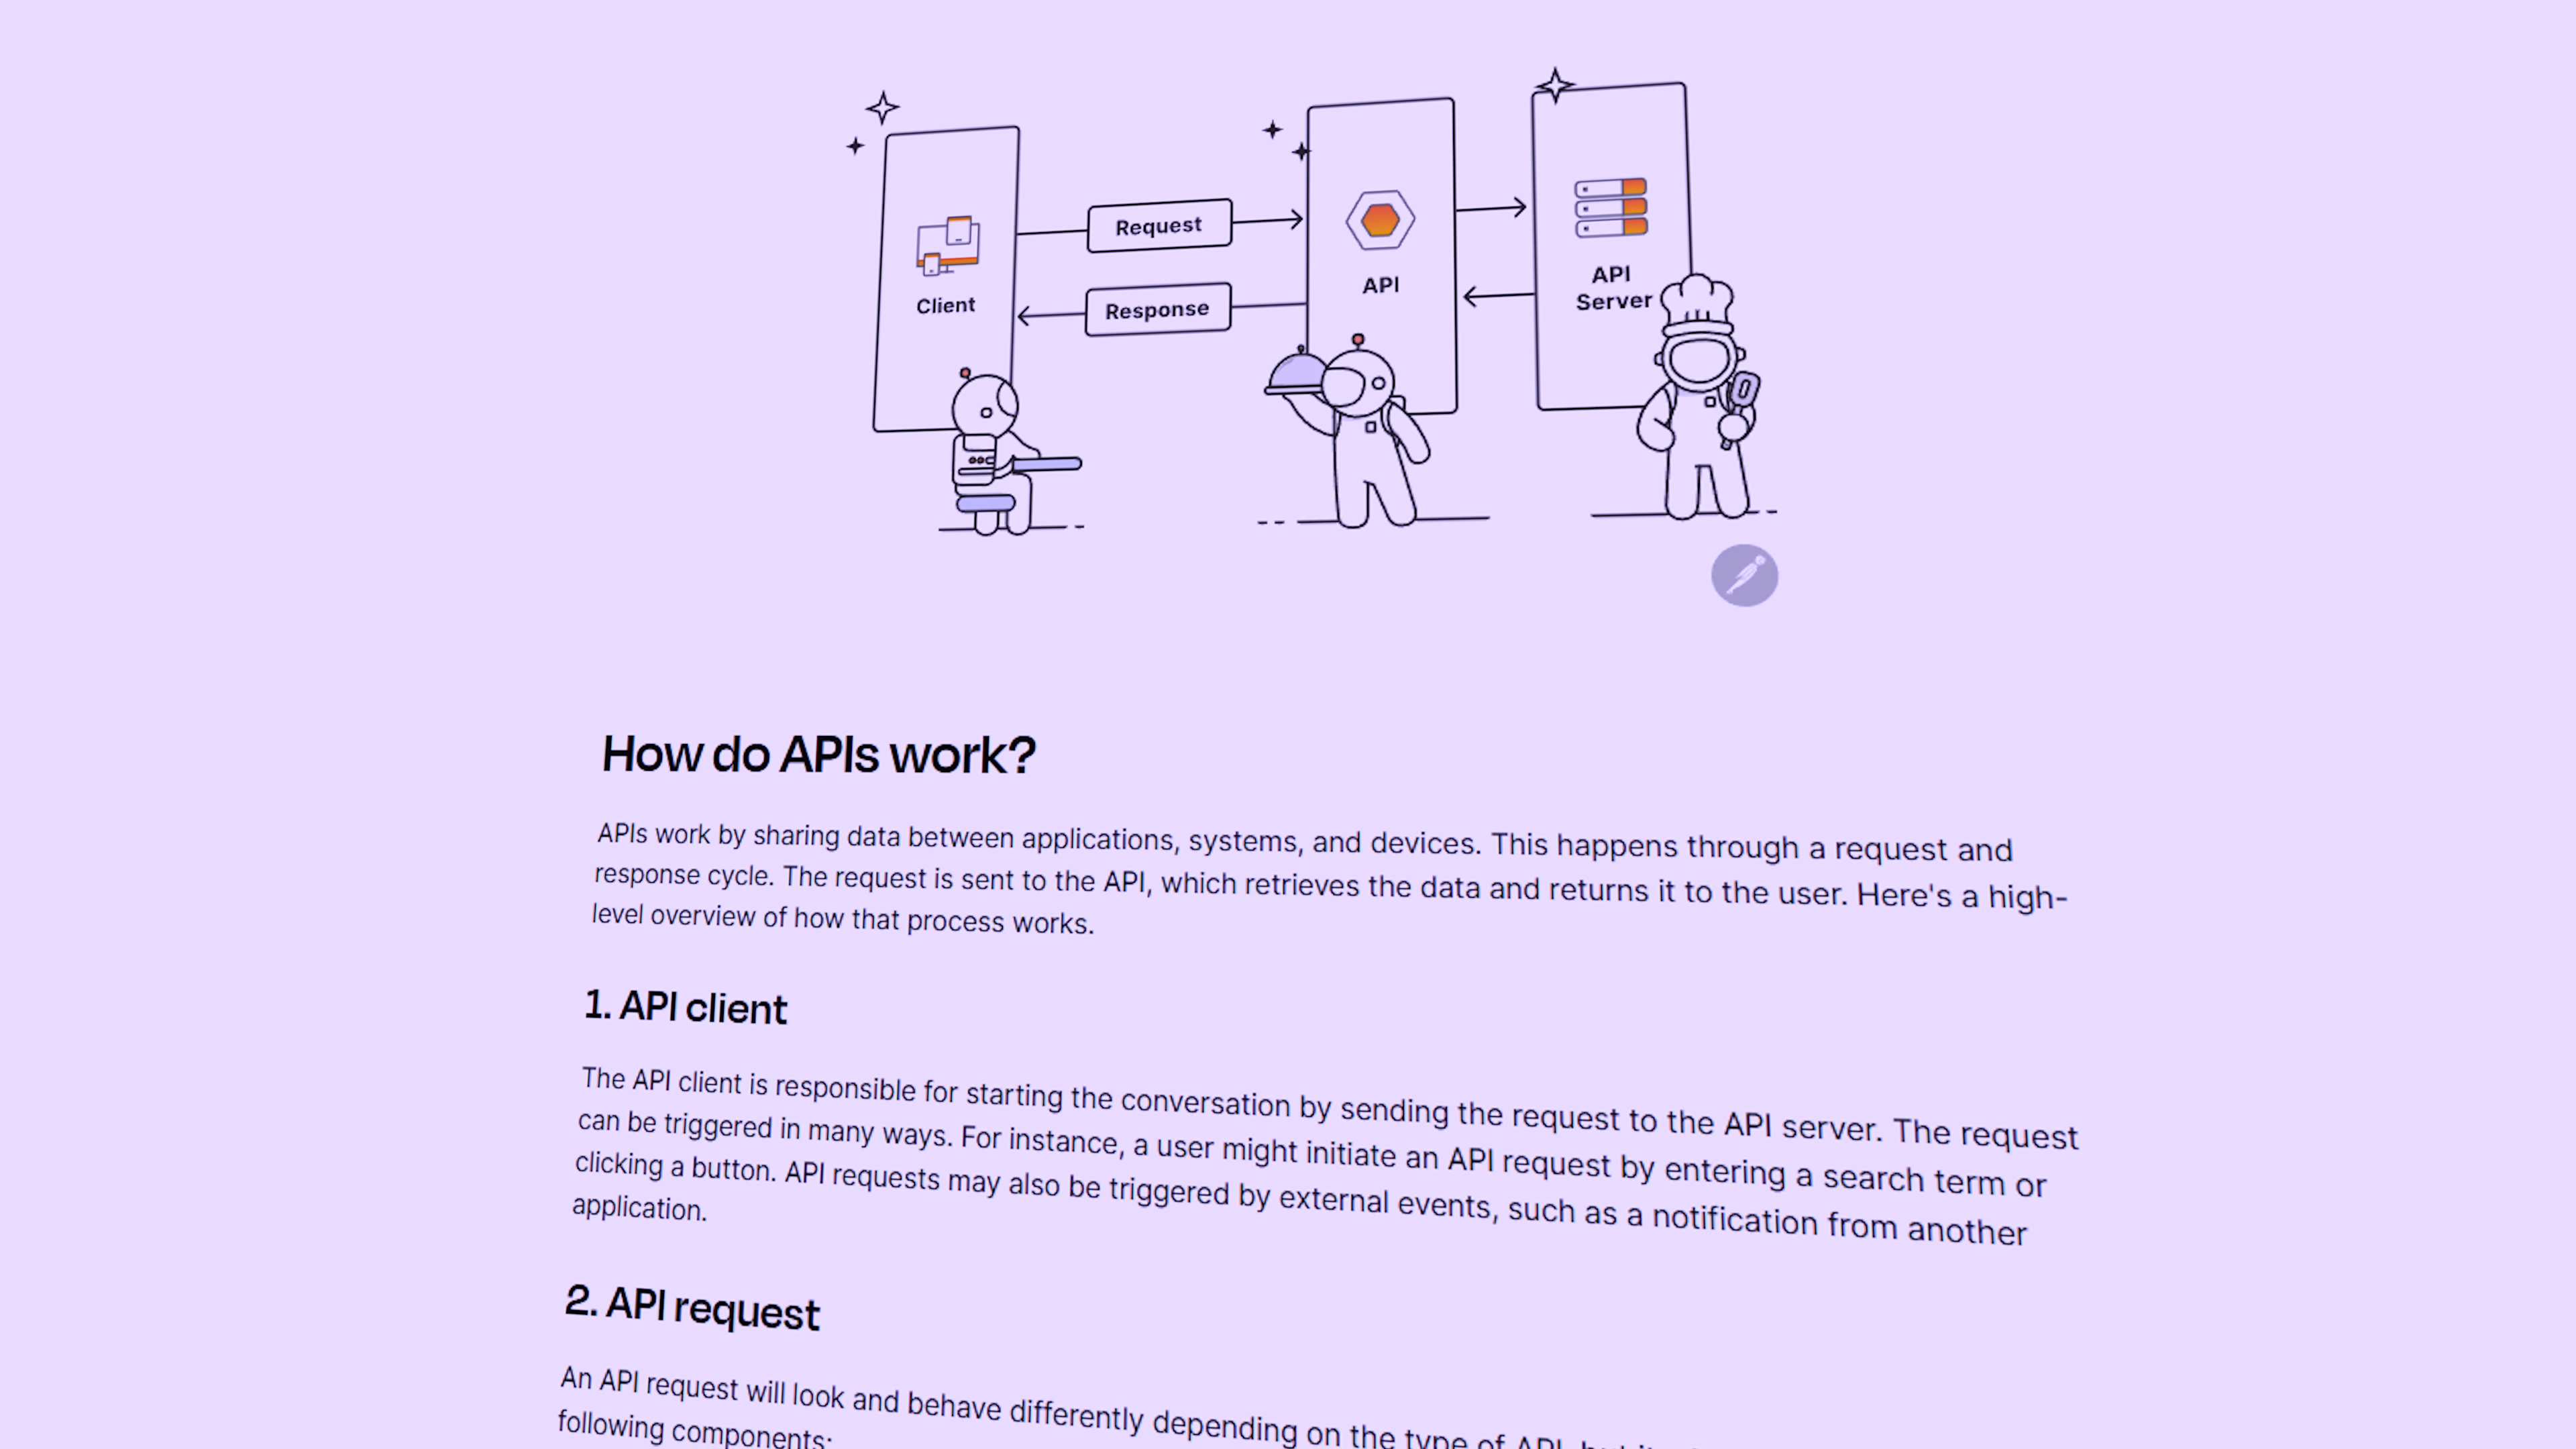 Client
Request
Response
API
API
Server
How do APIs work?
APIs work by sharing data between applications, systems, and devices. This happens through a request and
response cycle. The request is sent to the API, which retrieves the data and returns it to the user. Here's a high-
level overview of how that process works.
1. API client
The API client is responsible for starting the conversation by sending the request to the API server. The request
can be triggered in many ways. For instance, a user might initiate an API request by entering a search term or
clicking a button. API requests may also be triggered by external events, such as a notification from another
application.
2. API request
An API request will look and behave differently depending on the type of API,
following components: